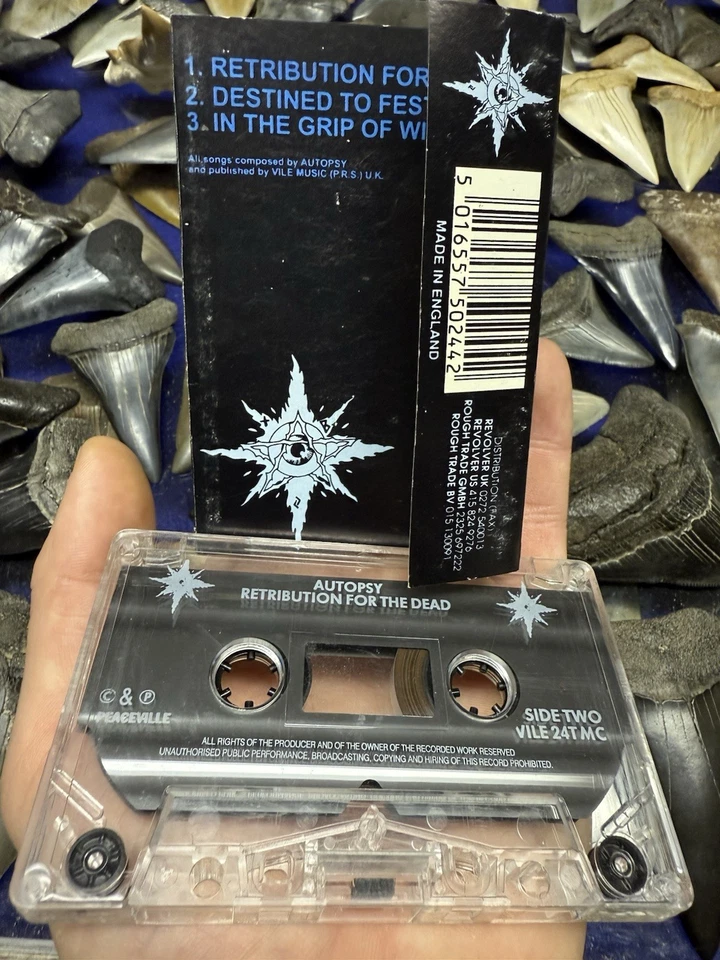 1. RETRIBUTION FOR
2. DESTINED TO FES
3. IN THE GRIP OF WI
All songs composed by AUTOPSY
and published by VILE MUSIC (P.R.S.) U.K.
5 016557 502442
MADE IN ENGLAND
DISTRIBUTION (FAX)
REVOLVER UK 0272 540013
REVOLVER US 415 824 9276
ROUGH TRADE GMBH 2325 697222
ROUGH TRADE BV 015 13009
AUTOPSY
RETRIBUTION FOR THE DEAD
© & ℗
PEACEVILLE
SIDE TWO
VILE 24T MC
ALL RIGHTS OF THE PRODUCER AND OF THE OWNER OF THE RECORDED WORK RESERVED
UNAUTHORISED PUBLIC PERFORMANCE, BROADCASTING, COPYING AND HIRING OF THIS RECORD PROHIBITED.